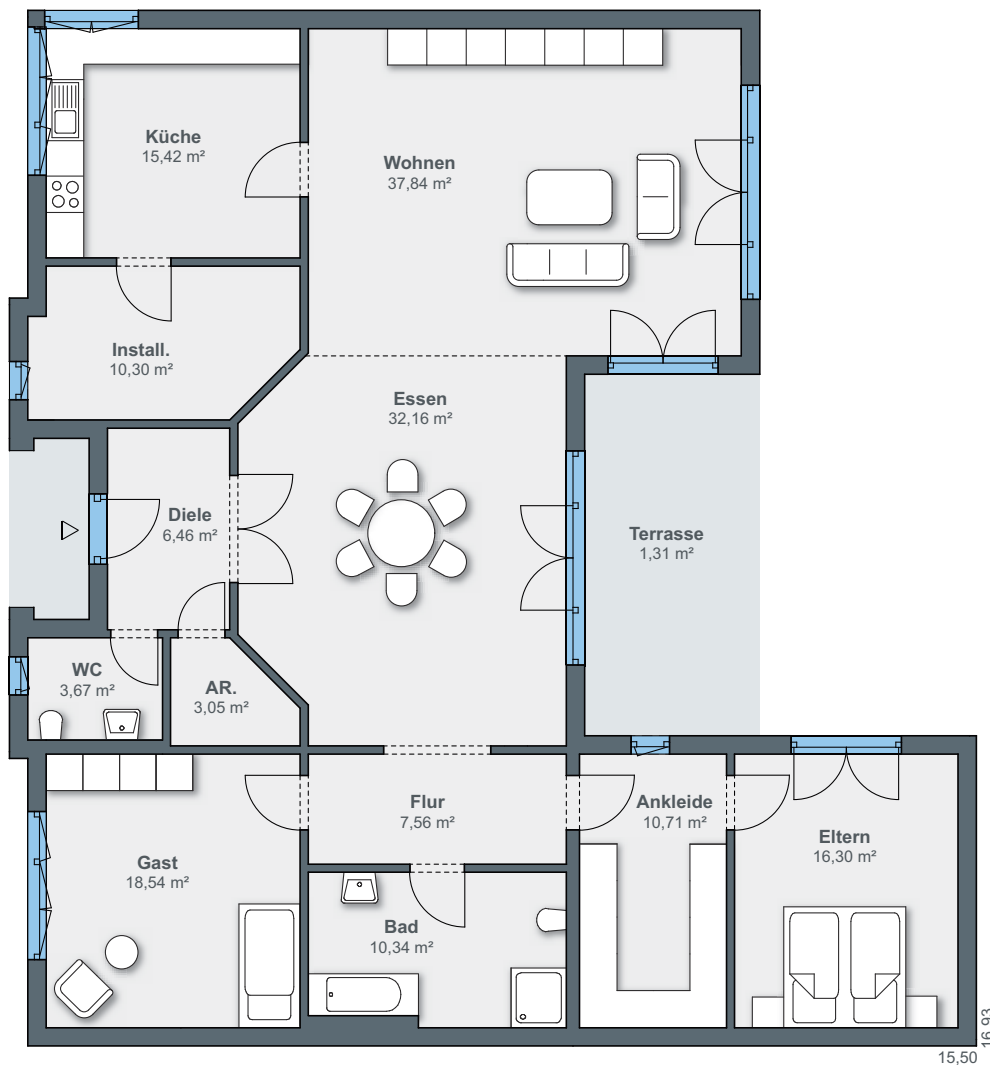 Küche
15,42 m²
Wohnen
37,84 m²
Install.
10,30 m²
Essen
32,16 m²
Diele
6,46 m²
Terrasse
1,31 m²
WC
3,67 m²
AR.
3,05 m²
Flur
7,56 m²
Ankleide
10,71 m²
Eltern
16,30 m²
Gast
18,54 m²
Bad
10,34 m²
16,93
15,50